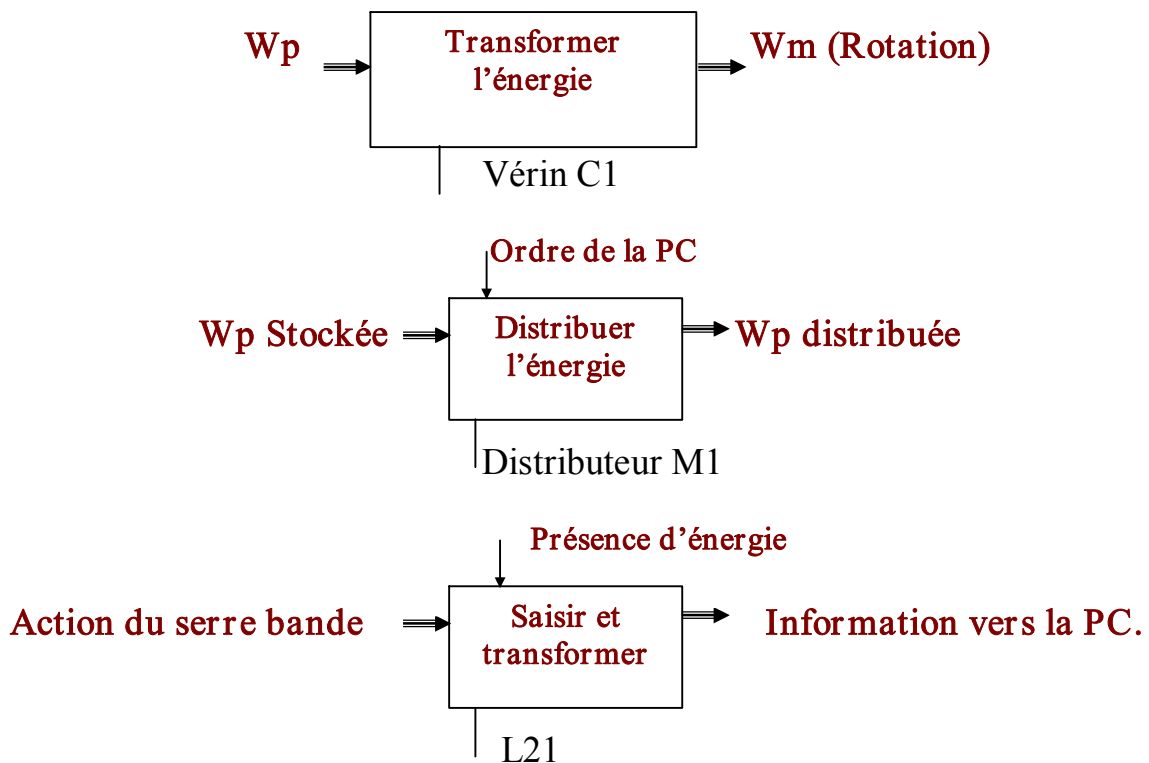 Wp
Transformer
l’énergie
Wm (Rotation)
Vérin C1
Ordre de la PC
Wp Stockée
Distribuer
l’énergie
Wp distribuée
Distributeur M1
Présence d’énergie
Action du serre bande
Saisir et
transformer
Information vers la PC.
L21